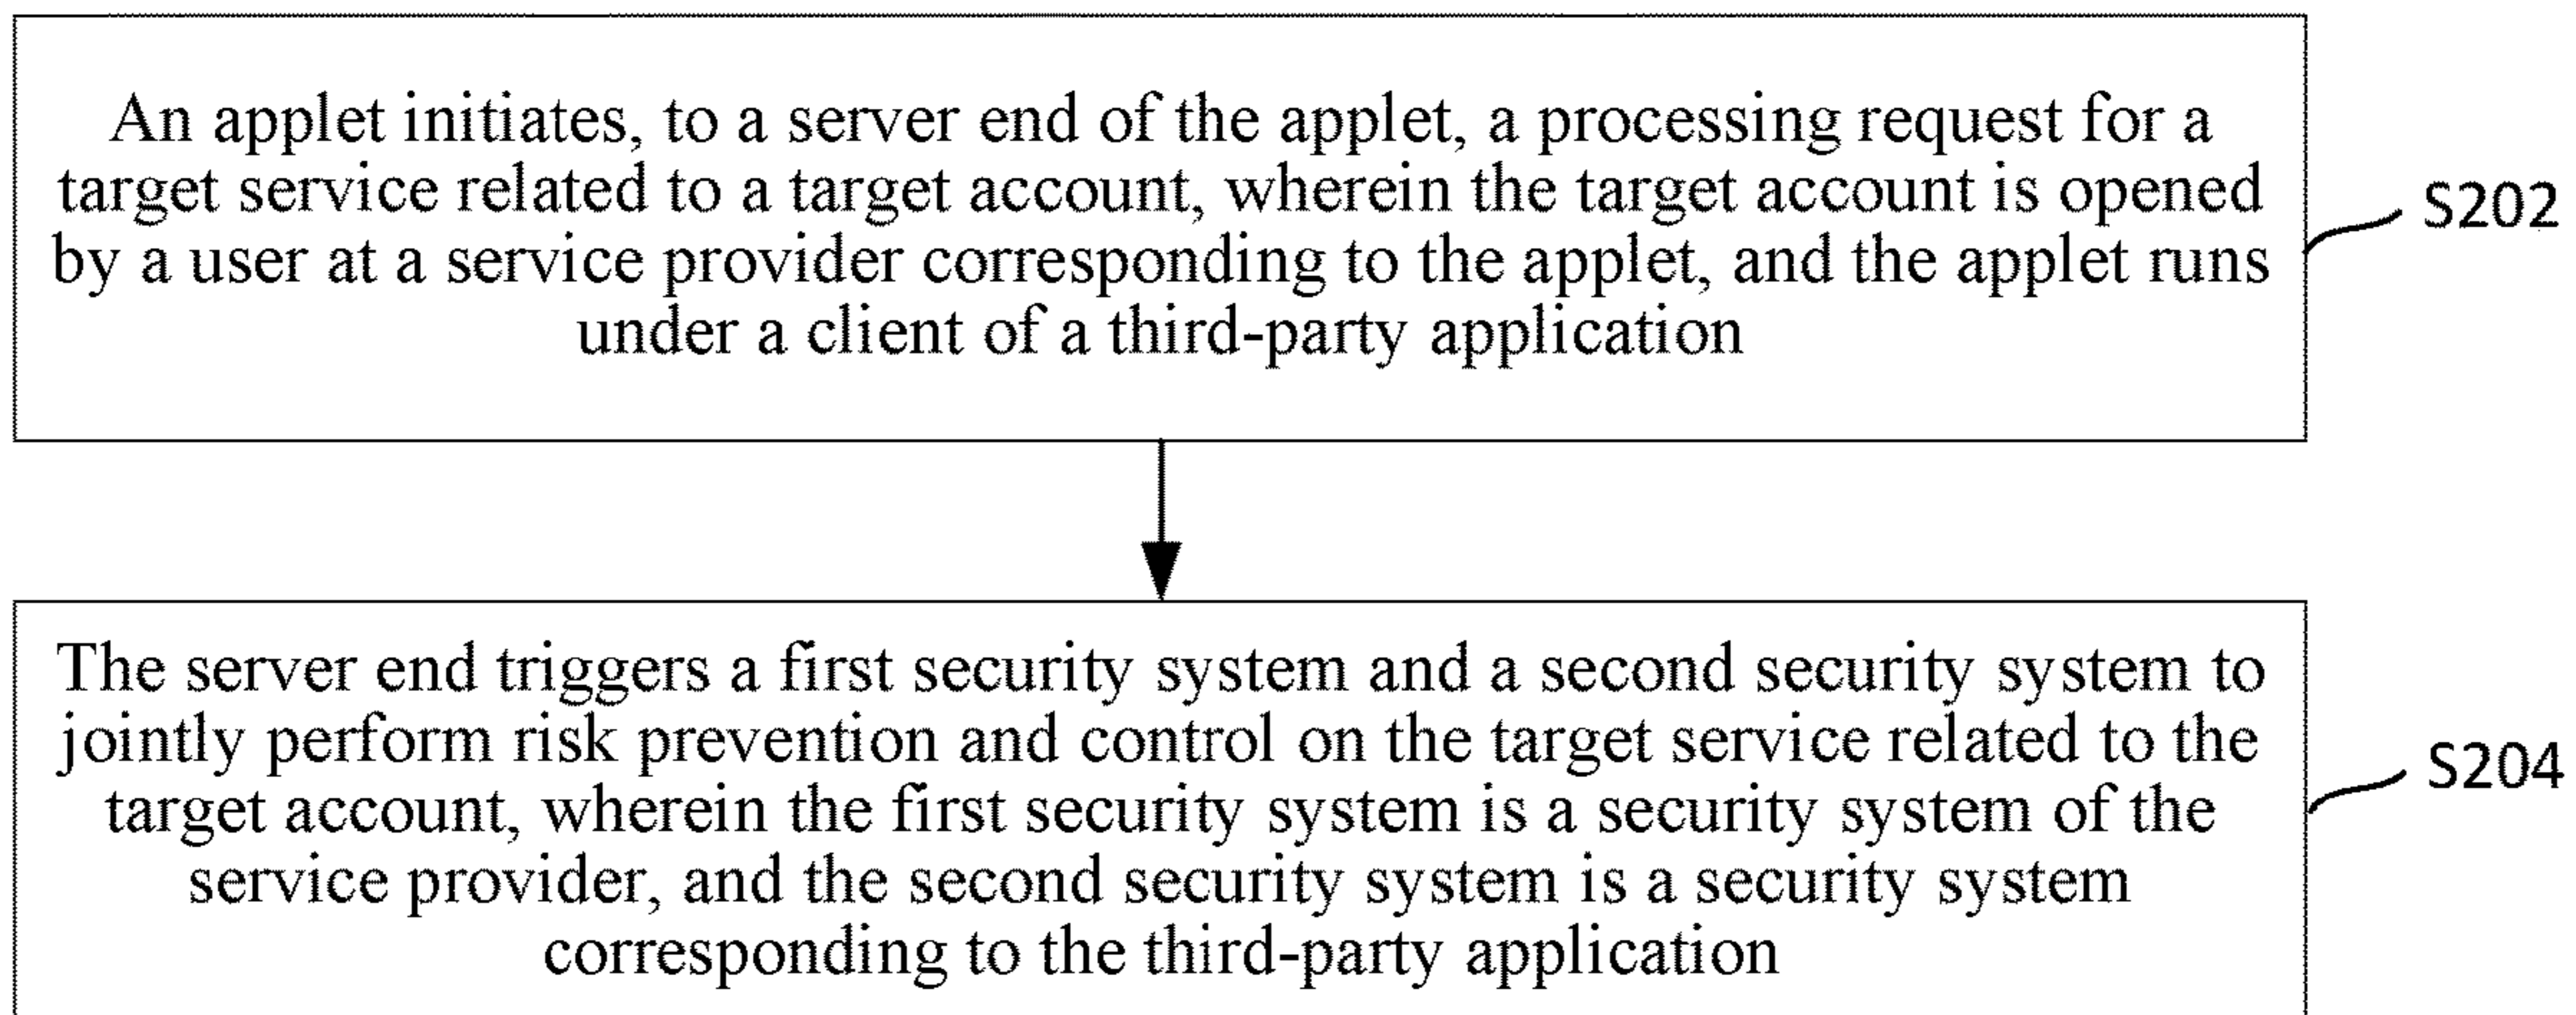 An applet initiates, to a server end of the applet, a processing request for a
target service related to a target account, wherein the target account is opened
by a user at a service provider corresponding to the applet, and the applet runs
under a client of a third-party application
S202
The server end triggers a first security system and a second security system to
jointly perform risk prevention and control on the target service related to the
target account, wherein the first security system is a security system of the
service provider, and the second security system is a security system
corresponding to the third-party application
S204